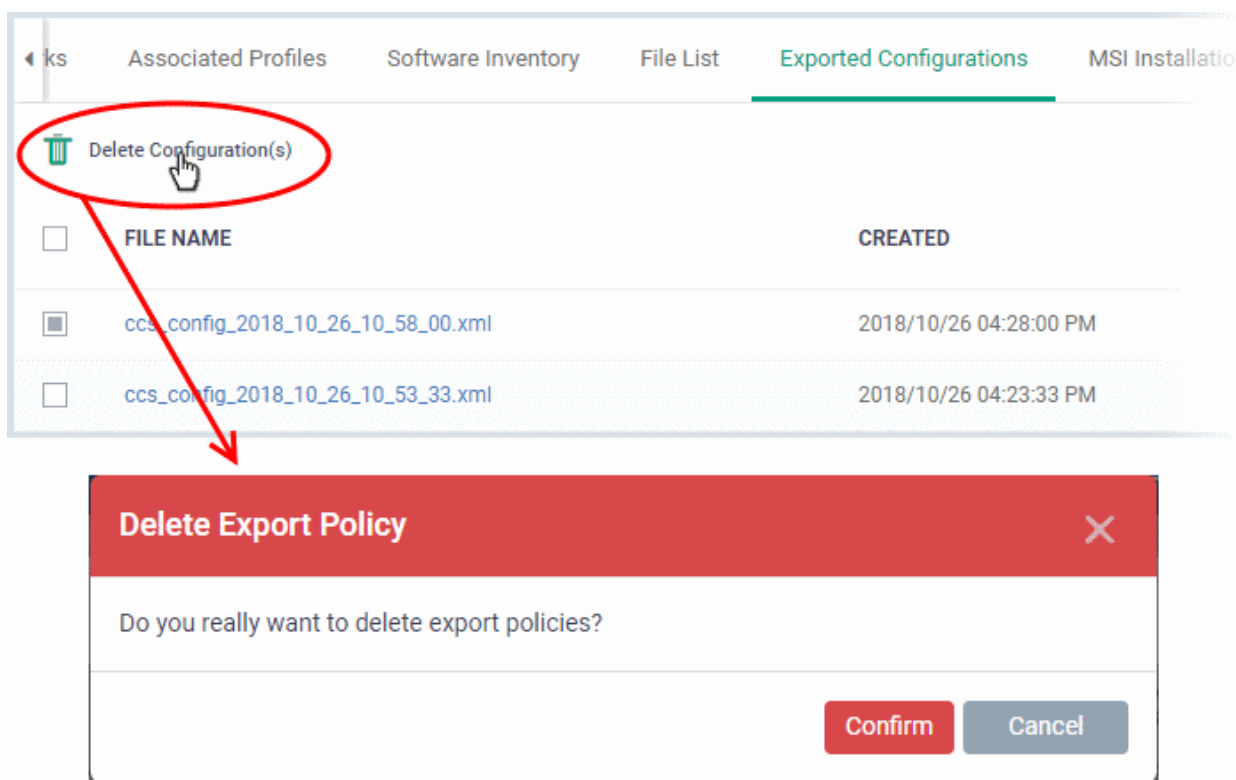 ks Associated Profiles Software Inventory File List Exported Configurations MSI Installatio
Delete Configuration(s)
FILE NAME CREATED
ccs_config_2018_10_26_10_58_00.xml 2018/10/26 04:28:00 PM
ccs_config_2018_10_26_10_53_33.xml 2018/10/26 04:23:33 PM
Delete Export Policy
Do you really want to delete export policies?
Confirm Cancel